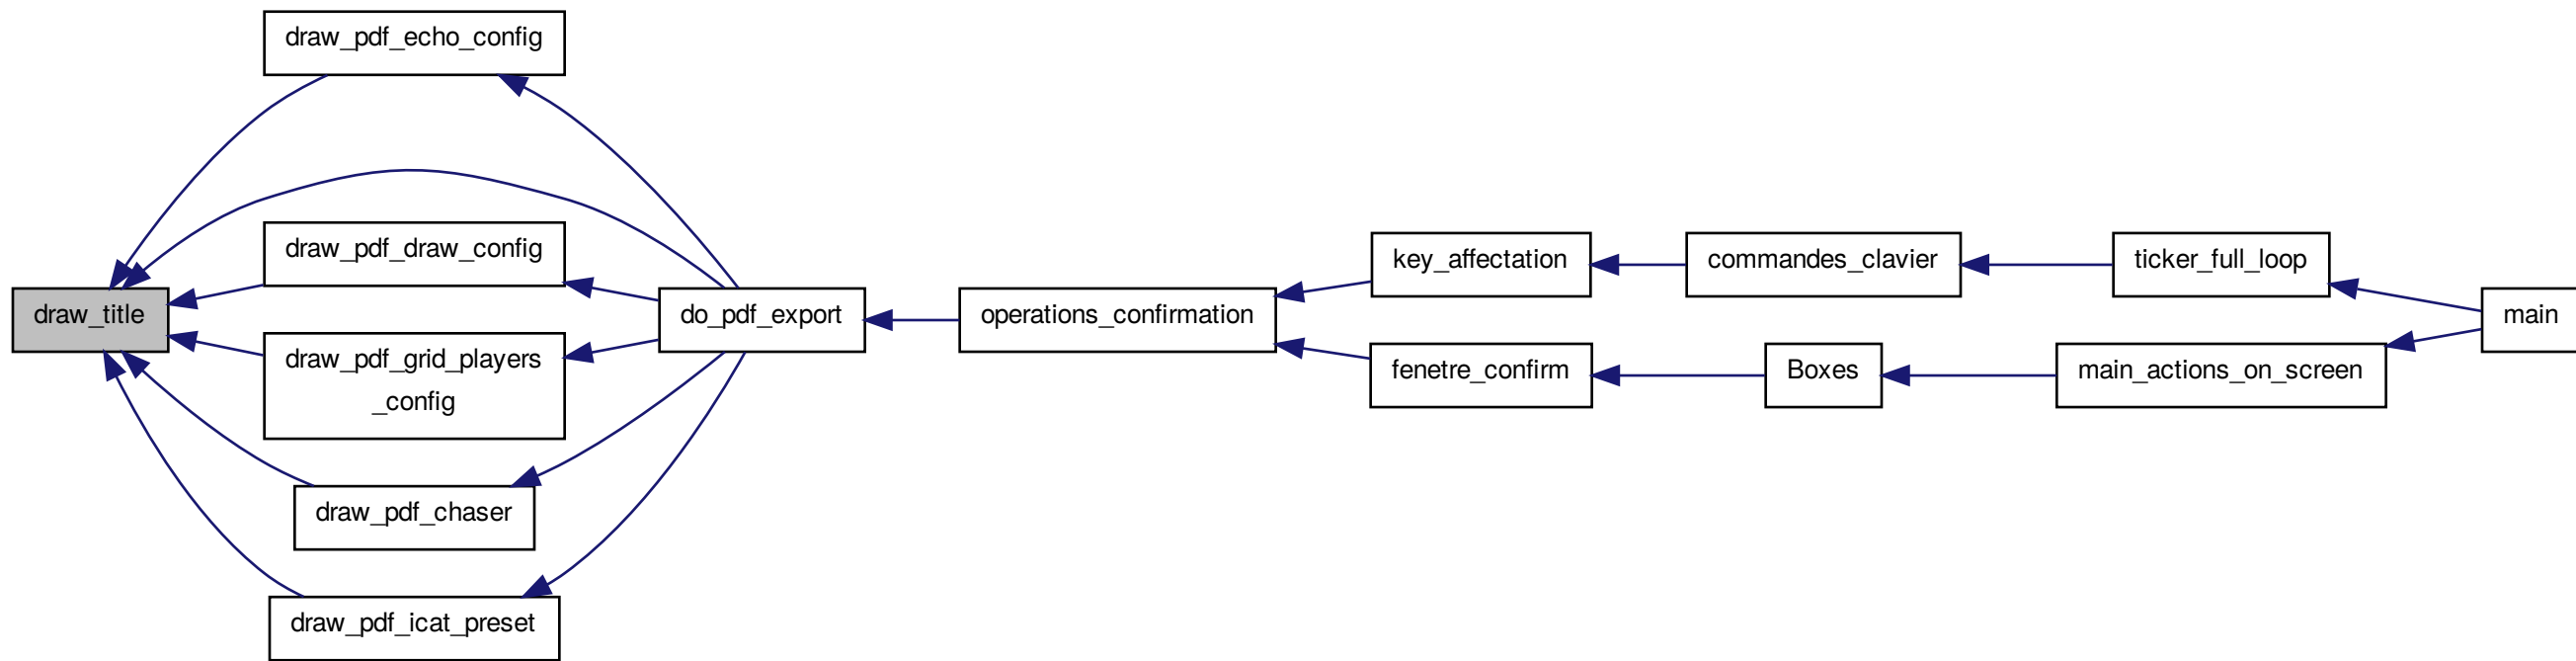 draw_pdf_echo_config
draw_pdf_draw_config
draw_title
draw_pdf_grid_players
_config
draw_pdf_chaser
draw_pdf_icat_preset
do_pdf_export
operations_confirmation
key_affectation
fenetre_confirm
commandes_clavier
Boxes
ticker_full_loop
main_actions_on_screen
main